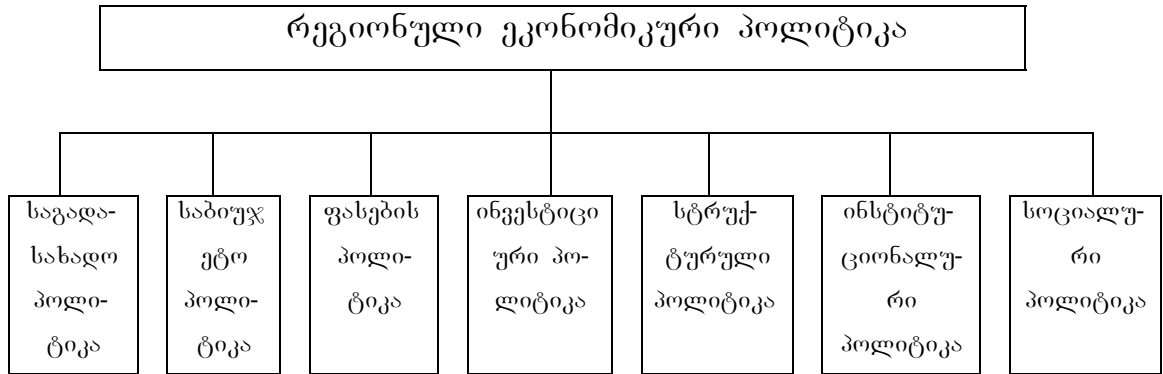 რეგიონული ეკონომიკური პოლიტიკა
საგადა-
სახადო
პოლი-
ტიკა
საბიუჯ
ეტო
პოლი-
ტიკა
ფასების
პოლი-
ტიკა
ინვესტიცი
ური პო-
ლიტიკა
სტრუქ-
ტურული
პოლიტიკა
ინსტიტუ-
ციონალუ-
რი
პოლიტიკა
სოციალუ-
რი
პოლიტიკა